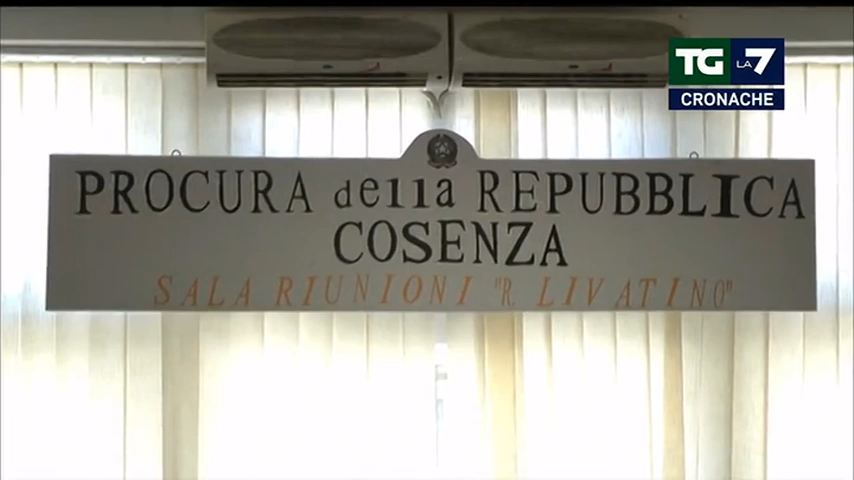 TG LA 7
CRONACHE
PROCURA della REPUBBLICA
COSENZA
SALA RIUNIONI "R. LIVATINO"